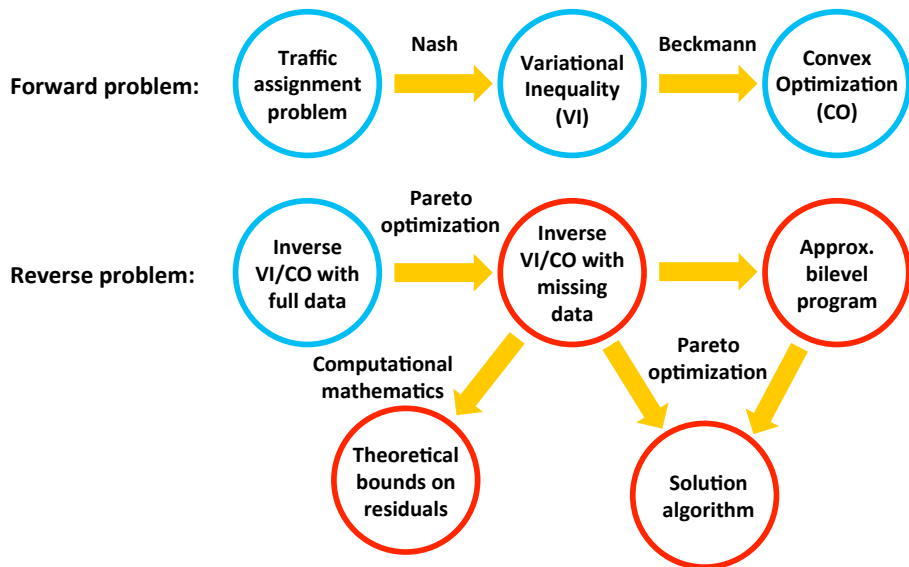 Forward problem:
Traffic
assignment
problem
Nash
Variational
Inequality
(VI)
Beckmann
Convex
Optimization
(CO)
Reverse problem:
Inverse
VI/CO with
full data
Pareto
optimization
Inverse
VI/CO with
missing
data
Approx.
bilevel
program
Computational
mathematics
Pareto
optimization
Theoretical
bounds on
residuals
Solution
algorithm